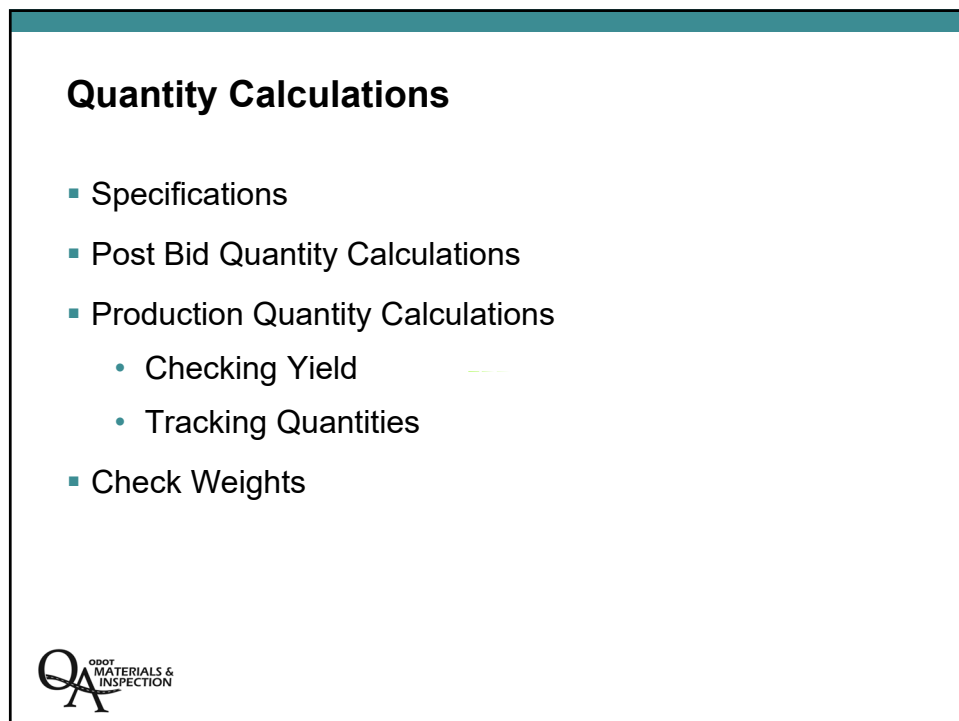 Quantity Calculations
▪ Specifications
▪ Post Bid Quantity Calculations
▪ Production Quantity Calculations
• Checking Yield
• Tracking Quantities
▪ Check Weights
QA ODOT
MATERIALS &
INSPECTION